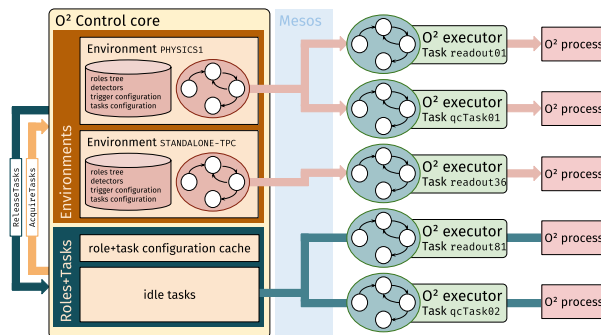 O² Control core
Mesos
Environments
Environment PHYSICS1
roles tree
detectors
trigger configuration
tasks configuration
Environment STANDALONE-TPC
roles tree
detectors
trigger configuration
tasks configuration
ReleaseTasks
AcquireTasks
Roles+Tasks
role+task configuration cache
idle tasks
O² executor
Task readout01
O² process
O² executor
Task qcTask01
O² process
O² executor
Task readout36
O² process
O² executor
Task readout81
O² process
O² executor
Task qcTask02
O² process